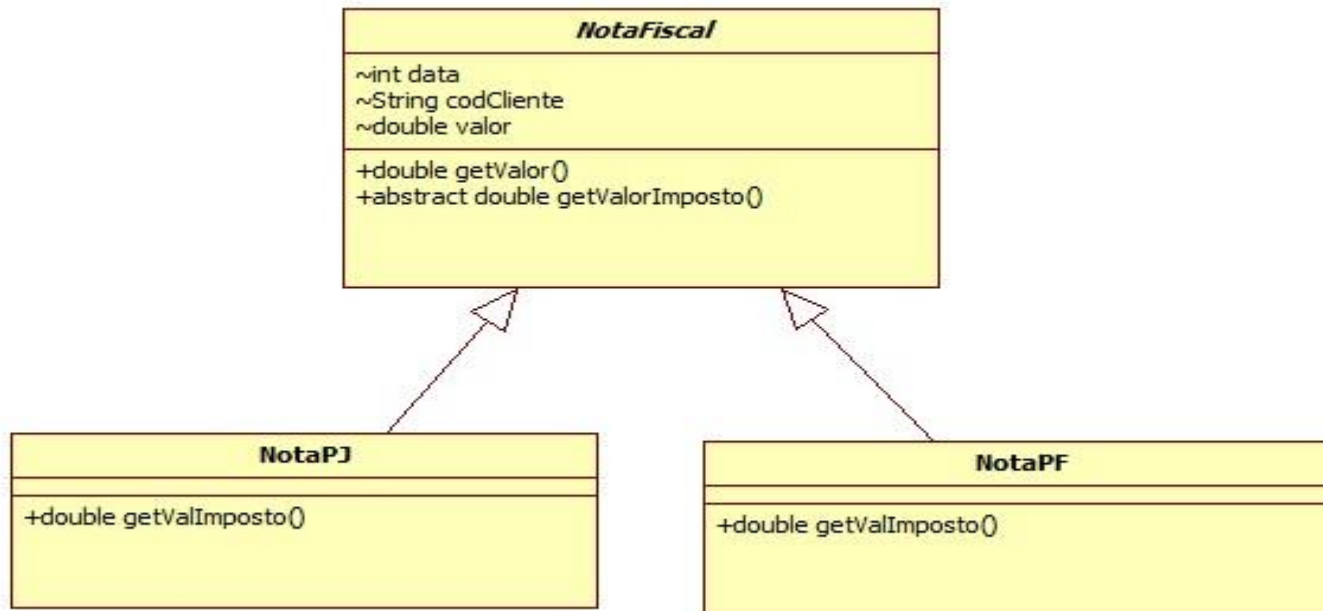 NotaFiscal
~int data
~String codCliente
~double valor
+double getValor()
+abstract double getValorImposto()
NotaPJ
+double getValImposto()
NotaPF
+double getValImposto()